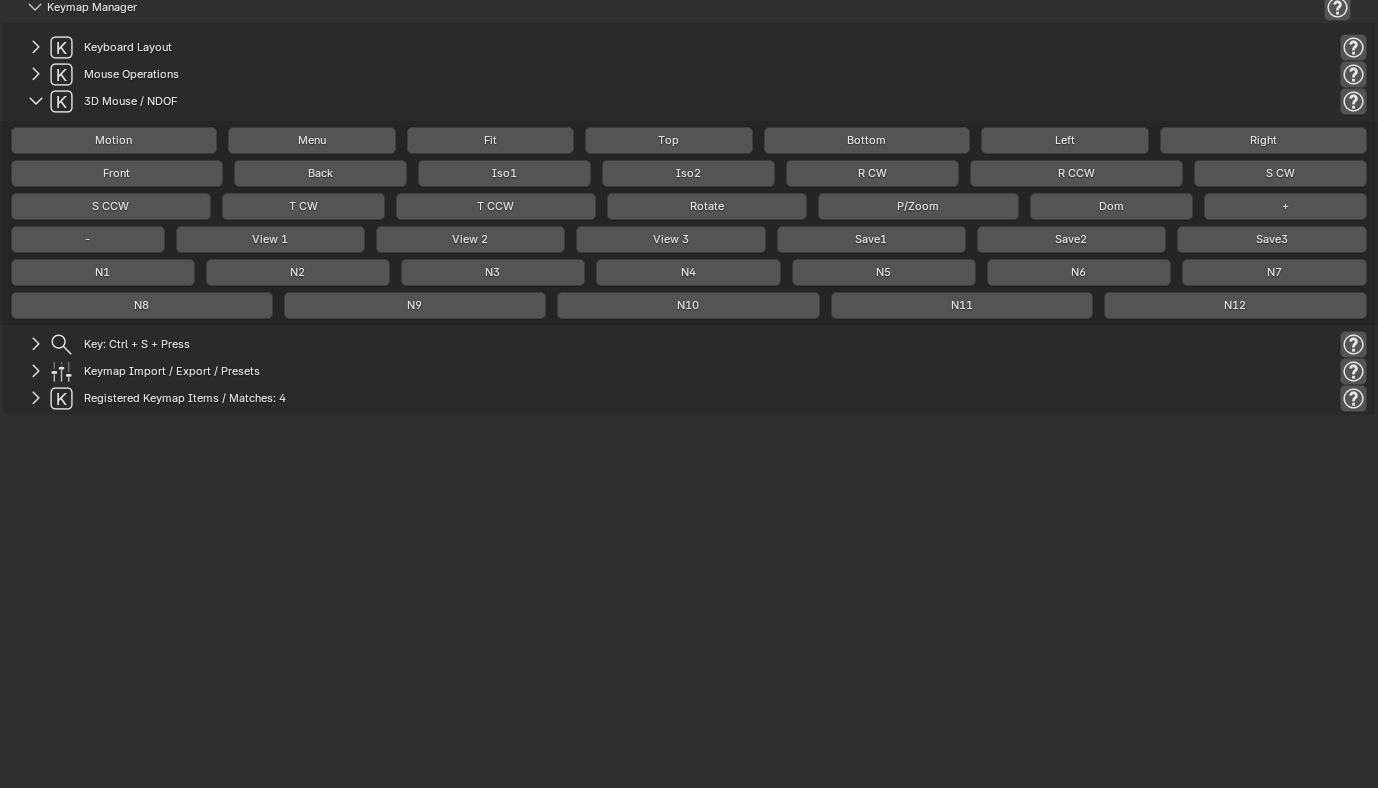 Keymap Manager ?
K Keyboard Layout ?
K Mouse Operations ?
K 3D Mouse / NDOF ?
Motion Menu Fit Top Bottom Left Right
Front Back Iso1 Iso2 R CW R CCW S CW
S CCW T CW T CCW Rotate P/Zoom Dom +
- View 1 View 2 View 3 Save1 Save2 Save3
N1 N2 N3 N4 N5 N6 N7
N8 N9 N10 N11 N12
Key: Ctrl + S + Press ?
Keymap Import / Export / Presets ?
K Registered Keymap Items / Matches: 4 ?